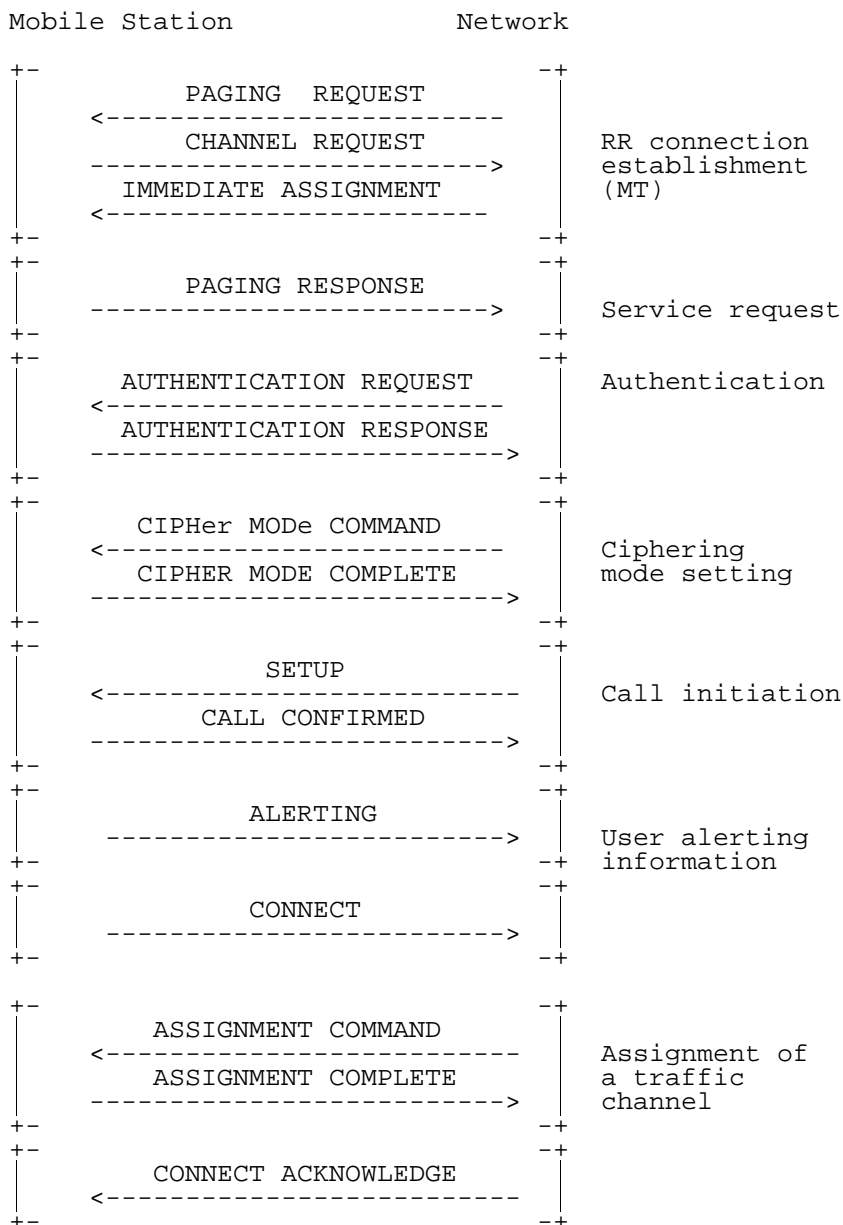 Mobile Station Network
PAGING REQUEST
CHANNEL REQUEST RR connection
establishment
IMMEDIATE ASSIGNMENT (MT)
PAGING RESPONSE
Service request
AUTHENTICATION REQUEST Authentication
AUTHENTICATION RESPONSE
CIPHer MODe COMMAND
Ciphering
CIPHER MODE COMPLETE mode setting
SETUP
Call initiation
CALL CONFIRMED
ALERTING
User alerting
information
CONNECT
ASSIGNMENT COMMAND
Assignment of
ASSIGNMENT COMPLETE a traffic
channel
CONNECT ACKNOWLEDGE